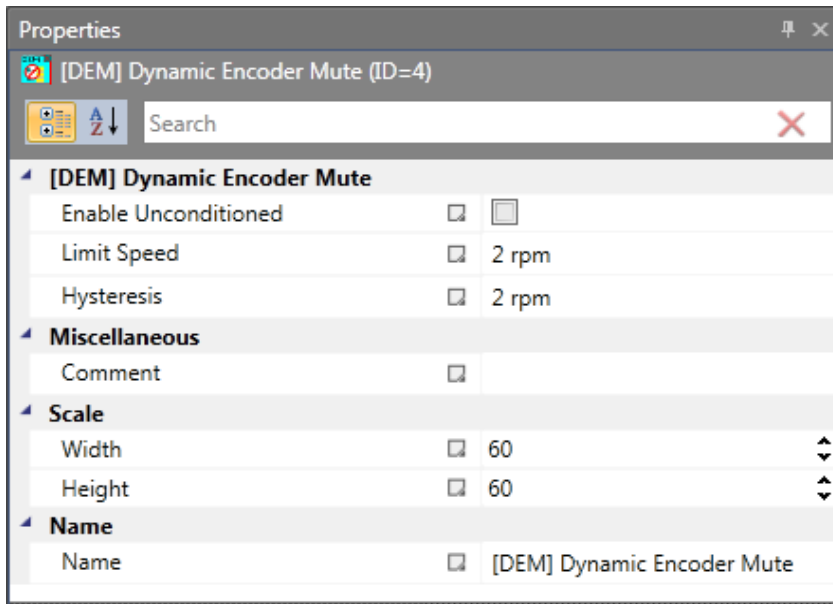 Properties
[DEM] Dynamic Encoder Mute (ID=4)
A Z Search
[DEM] Dynamic Encoder Mute
Enable Unconditioned
Limit Speed 2 rpm
Hysteresis 2 rpm
Miscellaneous
Comment
Scale
Width 60
Height 60
Name
Name [DEM] Dynamic Encoder Mute